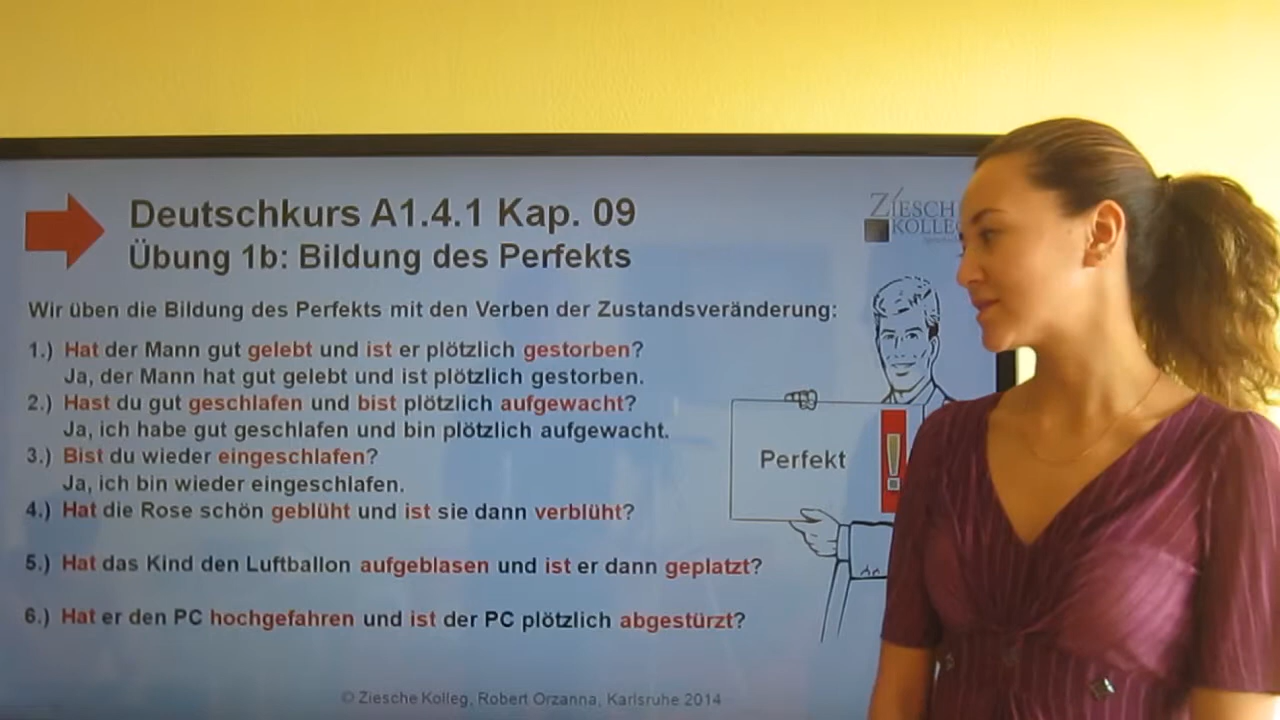 Deutschkurs A1.4.1 Kap. 09
Übung 1b: Bildung des Perfekts
ZIESCH
KOLLEG
Wir üben die Bildung des Perfekts mit den Verben der Zustandsveränderung:
1.) Hat der Mann gut gelebt und ist er plötzlich gestorben?
Ja, der Mann hat gut gelebt und ist plötzlich gestorben.
2.) Hast du gut geschlafen und bist plötzlich aufgewacht?
Ja, ich habe gut geschlafen und bin plötzlich aufgewacht.
3.) Bist du wieder eingeschlafen?
Ja, ich bin wieder eingeschlafen.
4.) Hat die Rose schön geblüht und ist sie dann verblüht?
5.) Hat das Kind den Luftballon aufgeblasen und ist er dann geplatzt?
6.) Hat er den PC hochgefahren und ist der PC plötzlich abgestürzt?
Perfekt
!
© Ziesche Kolleg, Robert Orzanna, Karlsruhe 2014